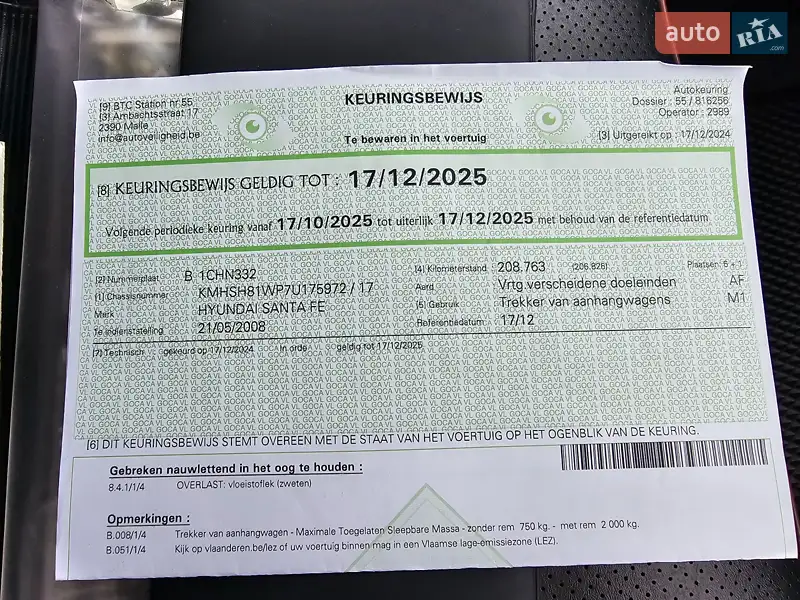 auto RIA .com
[9] BTC Station nr.55
[3] Ambachtsstraat 17
2390 Malle
info@autoveiligheid.be
KEURINGSBEWIJS
Te bewaren in het voertuig
Autokeuring
Dossier : 55 / 816256
Operator : 2989
[3] Uitgereikt op : 17/12/2024
[8] KEURINGSBEWIJS GELDIG TOT : 17/12/2025
Volgende periodieke keuring vanaf 17/10/2025 tot uiterlijk 17/12/2025 met behoud van de referentiedatum
[2] Nummerplaat B 1CHN332
[1] Chassisnummer KMHSH81WP7U175972 / 17
Merk HYUNDAI SANTA FE
1e indienststelling 21/05/2008
[4] Kilometerstand 208.763 (206.826) Plaatsen 6 + 1
Aard Vrtg.verscheidene doeleinden AF
[5] Gebruik Trekker van aanhangwagens M1
Referentiedatum 17/12
[7] Technisch gekeurd op 17/12/2024 In orde geldig tot 17/12/2025
[6] DIT KEURINGSBEWIJS STEMT OVEREEN MET DE STAAT VAN HET VOERTUIG OP HET OGENBLIK VAN DE KEURING.
Gebreken nauwlettend in het oog te houden :
8.4.1/1/4 OVERLAST: vloeistoflek (zweten)
Opmerkingen :
B.008/1/4 Trekker van aanhangwagen - Maximale Toegelaten Sleepbare Massa - zonder rem 750 kg. - met rem 2 000 kg.
B.051/1/4 Kijk op vlaanderen.be/lez of uw voertuig binnen mag in een Vlaamse lage-emissiezone (LEZ).